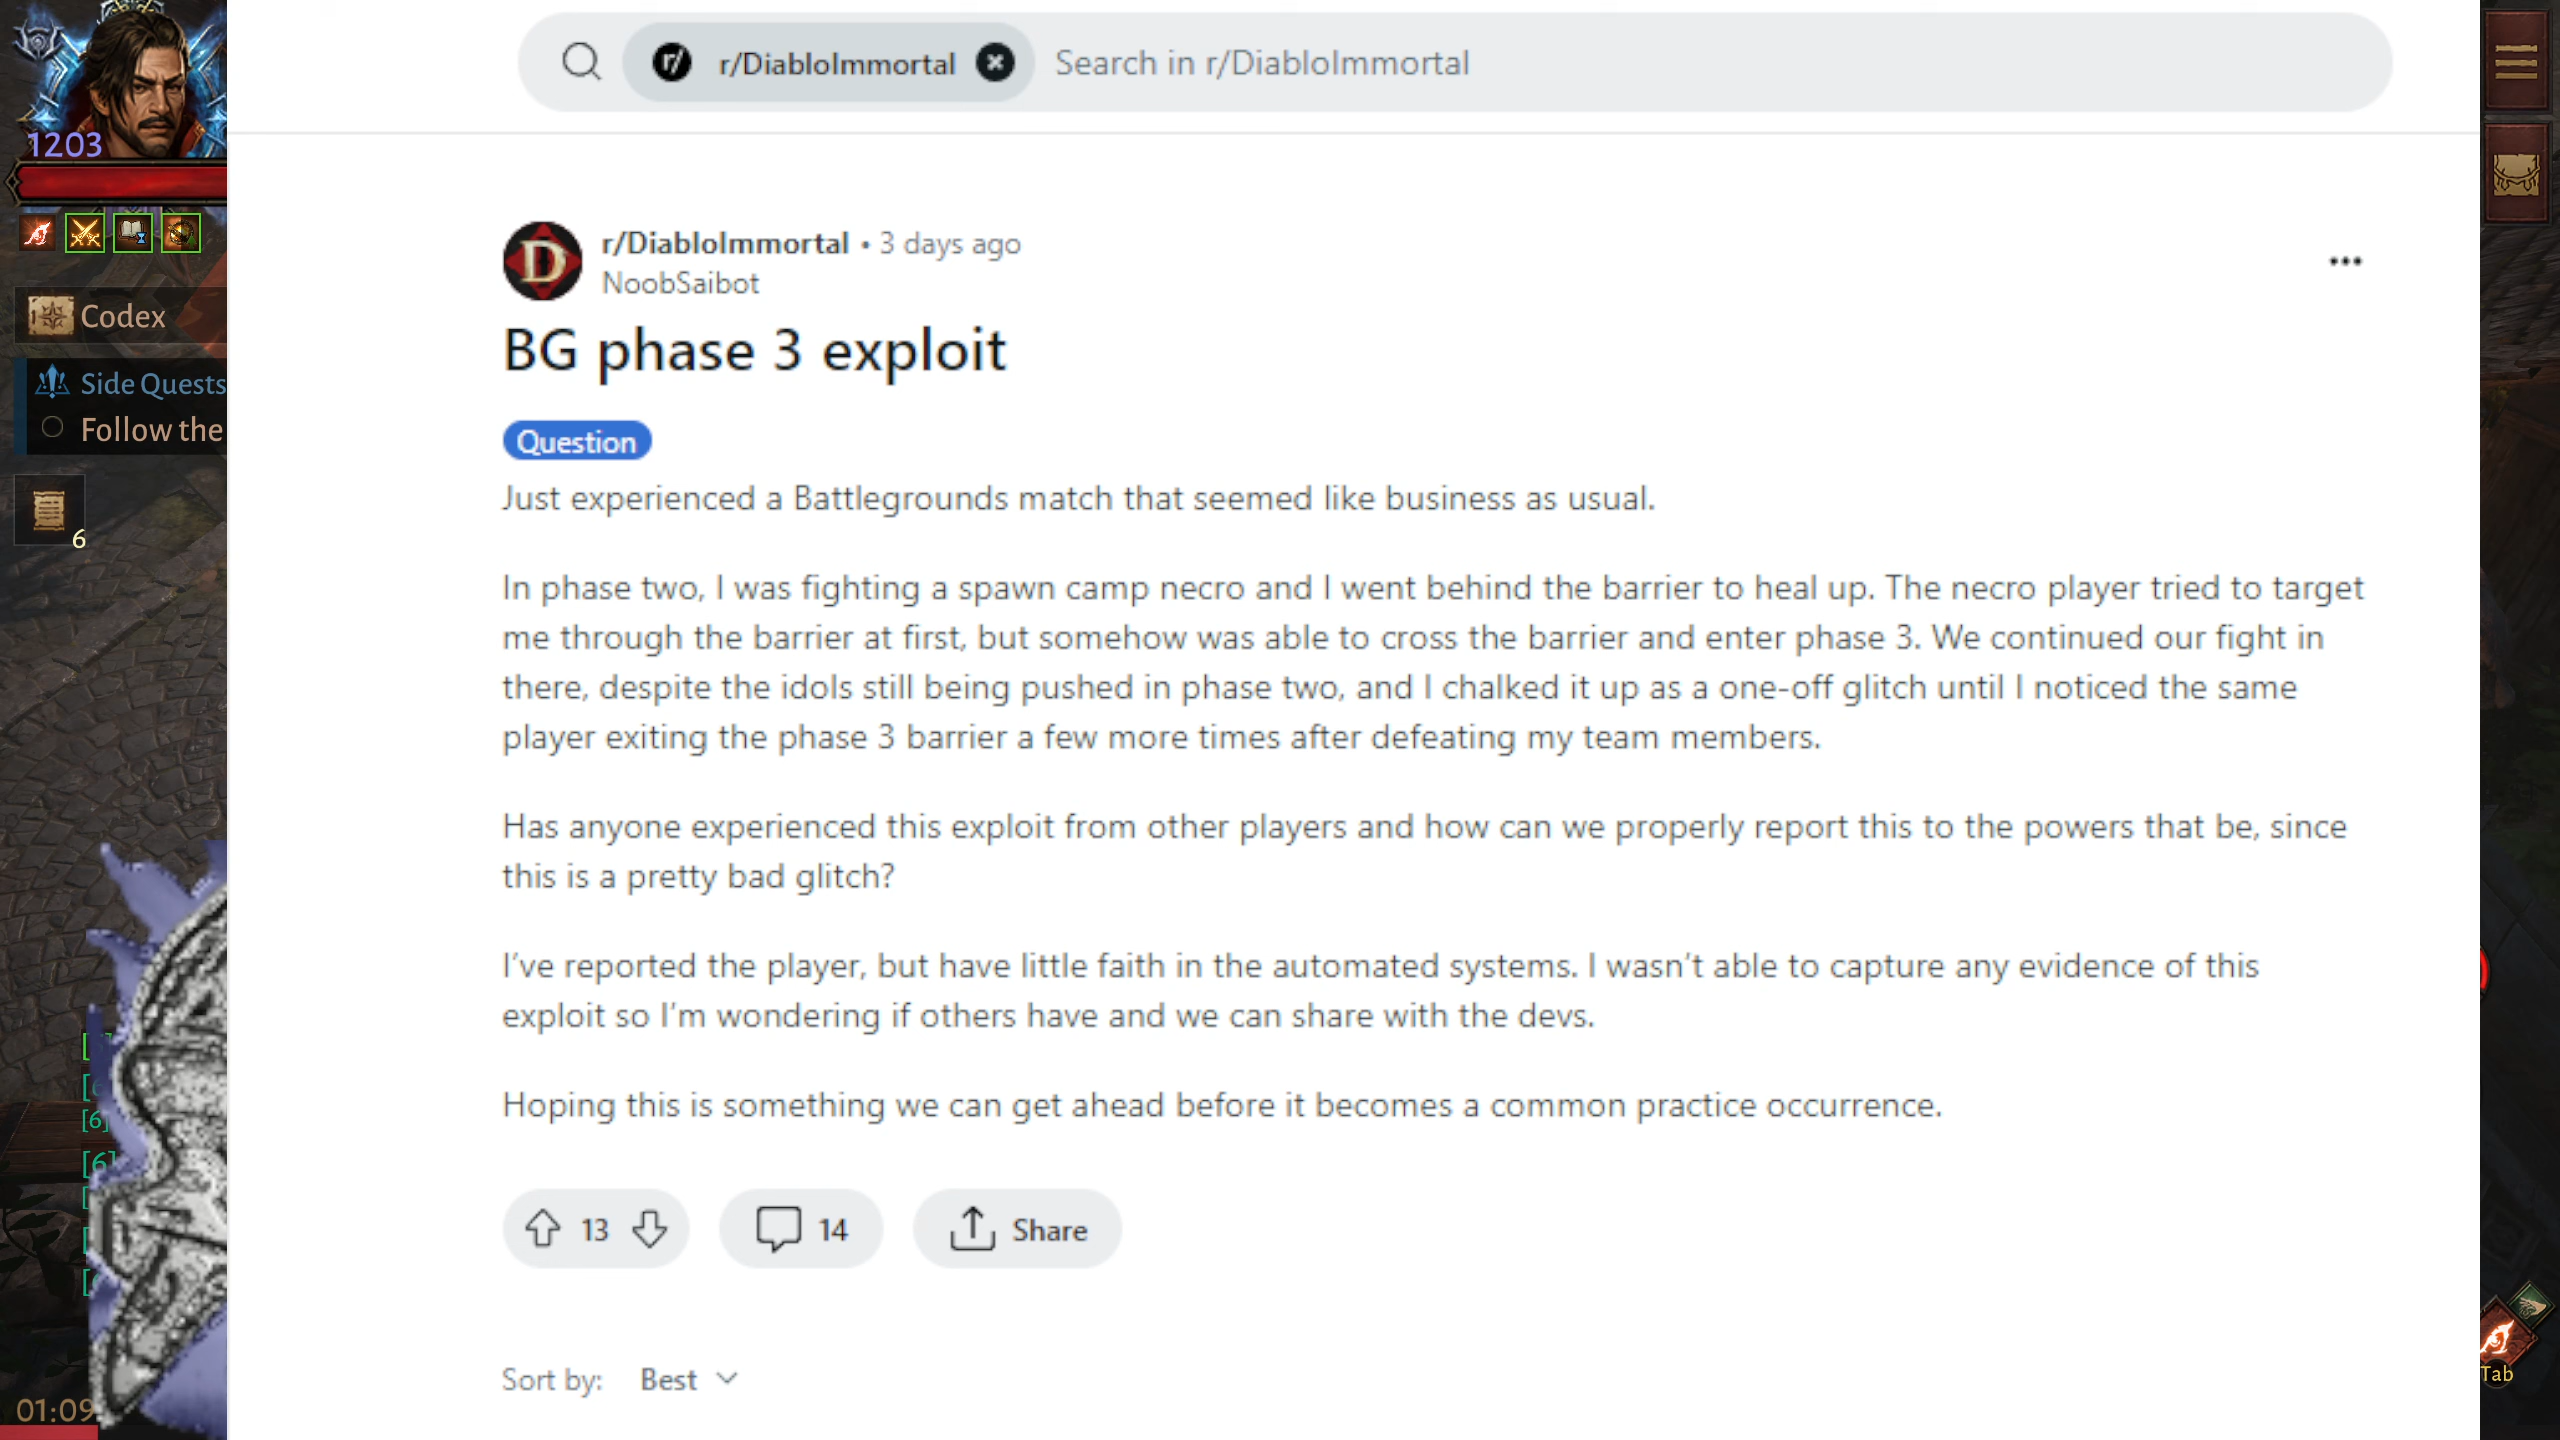 r/DiabloImmortal Search in r/DiabloImmortal
1203
Codex
Side Quests
Follow the
6
r/DiabloImmortal • 3 days ago
NoobSaibot
BG phase 3 exploit
Question
Just experienced a Battlegrounds match that seemed like business as usual.
In phase two, I was fighting a spawn camp necro and I went behind the barrier to heal up. The necro player tried to target
me through the barrier at first, but somehow was able to cross the barrier and enter phase 3. We continued our fight in
there, despite the idols still being pushed in phase two, and I chalked it up as a one-off glitch until I noticed the same
player exiting the phase 3 barrier a few more times after defeating my team members.
Has anyone experienced this exploit from other players and how can we properly report this to the powers that be, since
this is a pretty bad glitch?
I've reported the player, but have little faith in the automated systems. I wasn't able to capture any evidence of this
exploit so I'm wondering if others have and we can share with the devs.
Hoping this is something we can get ahead before it becomes a common practice occurrence.
[6]
[6]
13 14 Share
Sort by: Best
Tab
01:09